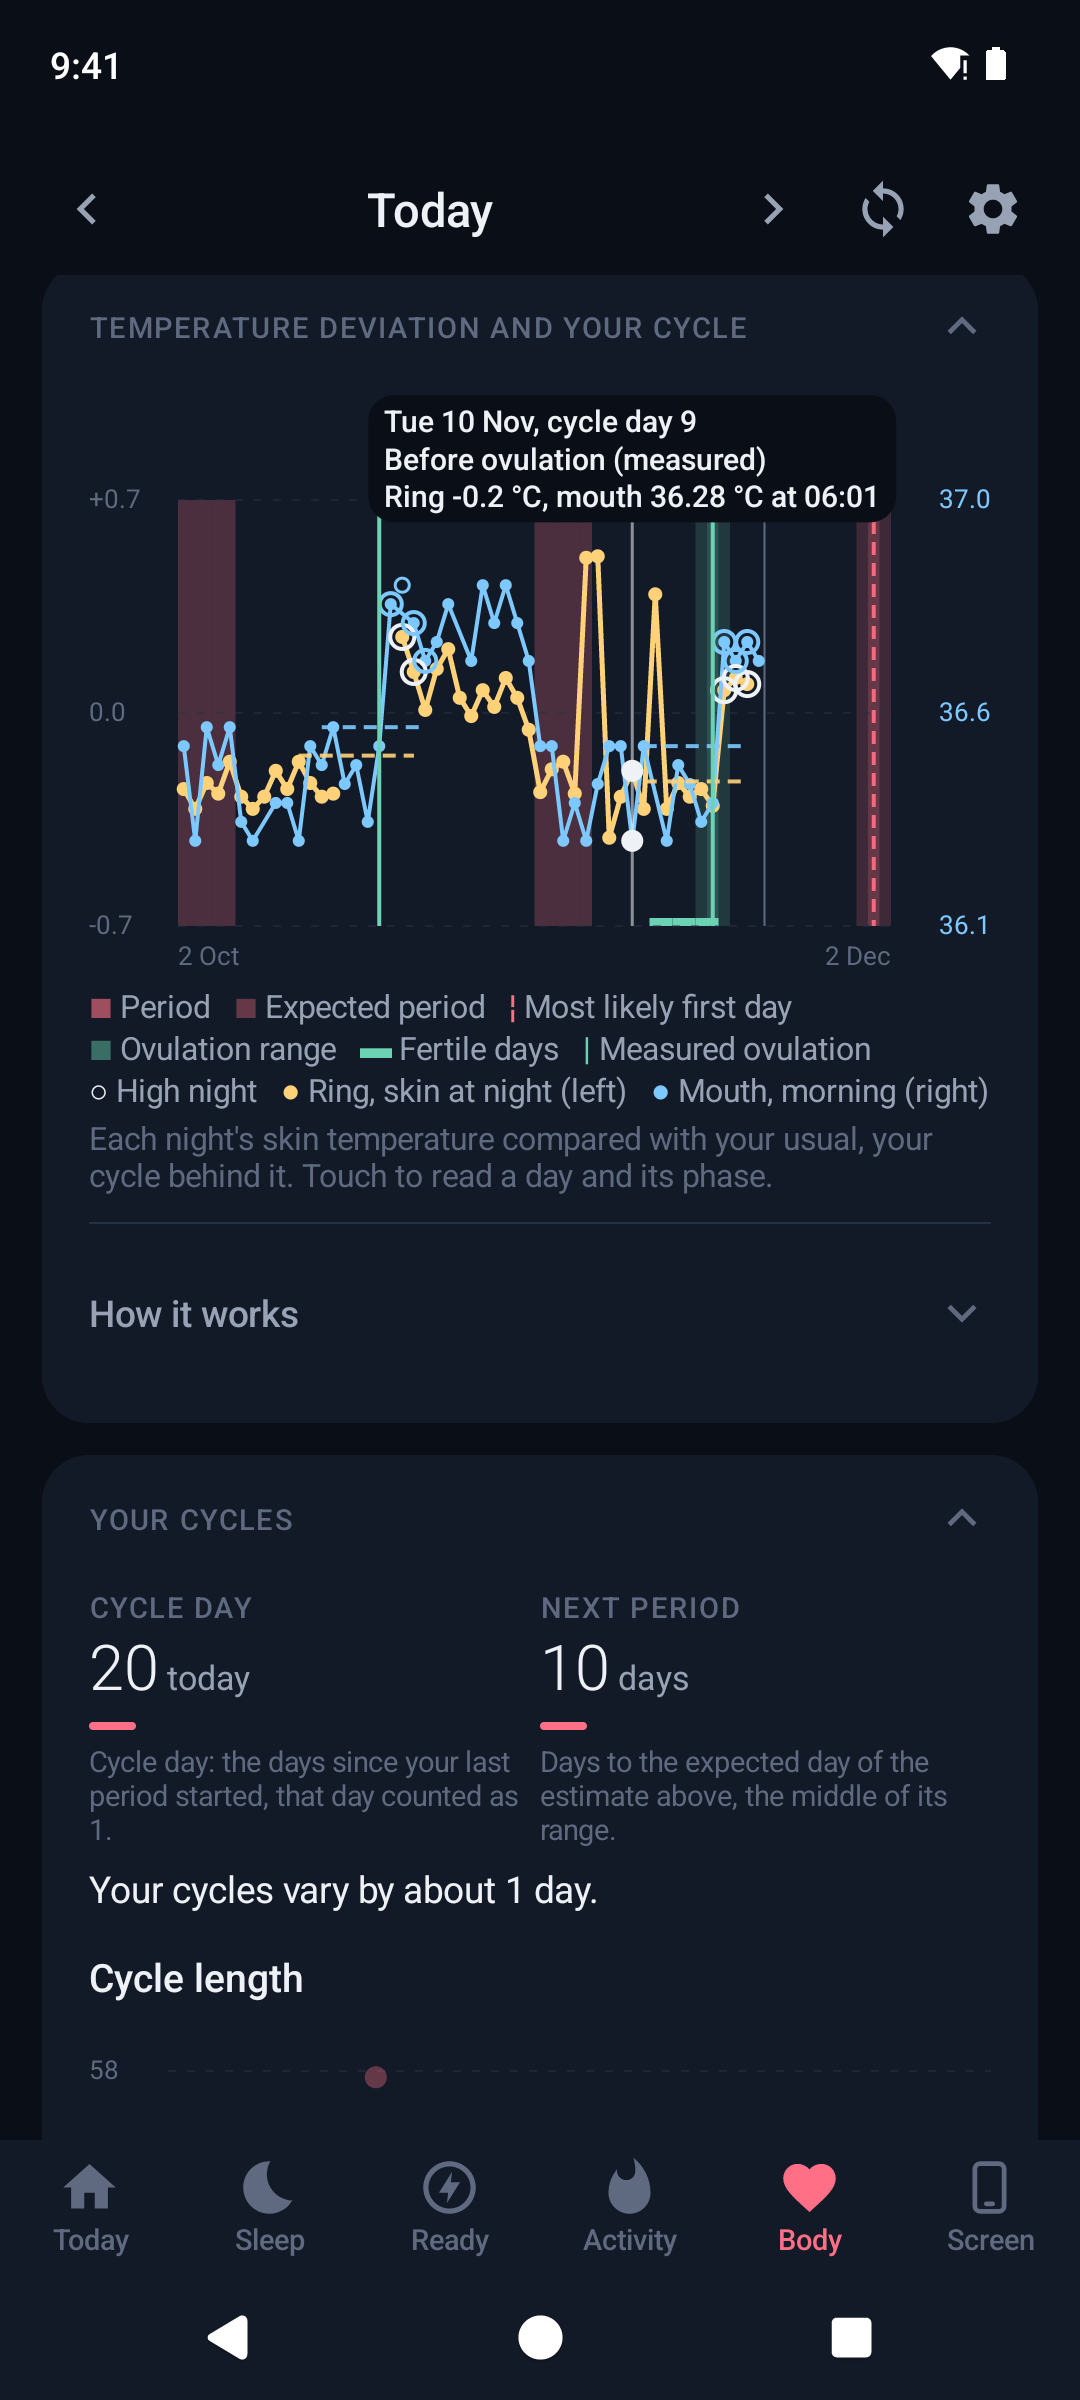 9:41
Today
TEMPERATURE DEVIATION AND YOUR CYCLE
Tue 10 Nov, cycle day 9
Before ovulation (measured)
Ring -0.2 °C, mouth 36.28 °C at 06:01
+0.7
37.0
0.0
36.6
-0.7
36.1
2 Oct
2 Dec
Period
Expected period
Most likely first day
Ovulation range
Fertile days
Measured ovulation
High night
Ring, skin at night (left)
Mouth, morning (right)
Each night's skin temperature compared with your usual, your
cycle behind it. Touch to read a day and its phase.
How it works
YOUR CYCLES
CYCLE DAY
20 today
Cycle day: the days since your last
period started, that day counted as
1.
NEXT PERIOD
10 days
Days to the expected day of the
estimate above, the middle of its
range.
Your cycles vary by about 1 day.
Cycle length
58
Today
Sleep
Ready
Activity
Body
Screen